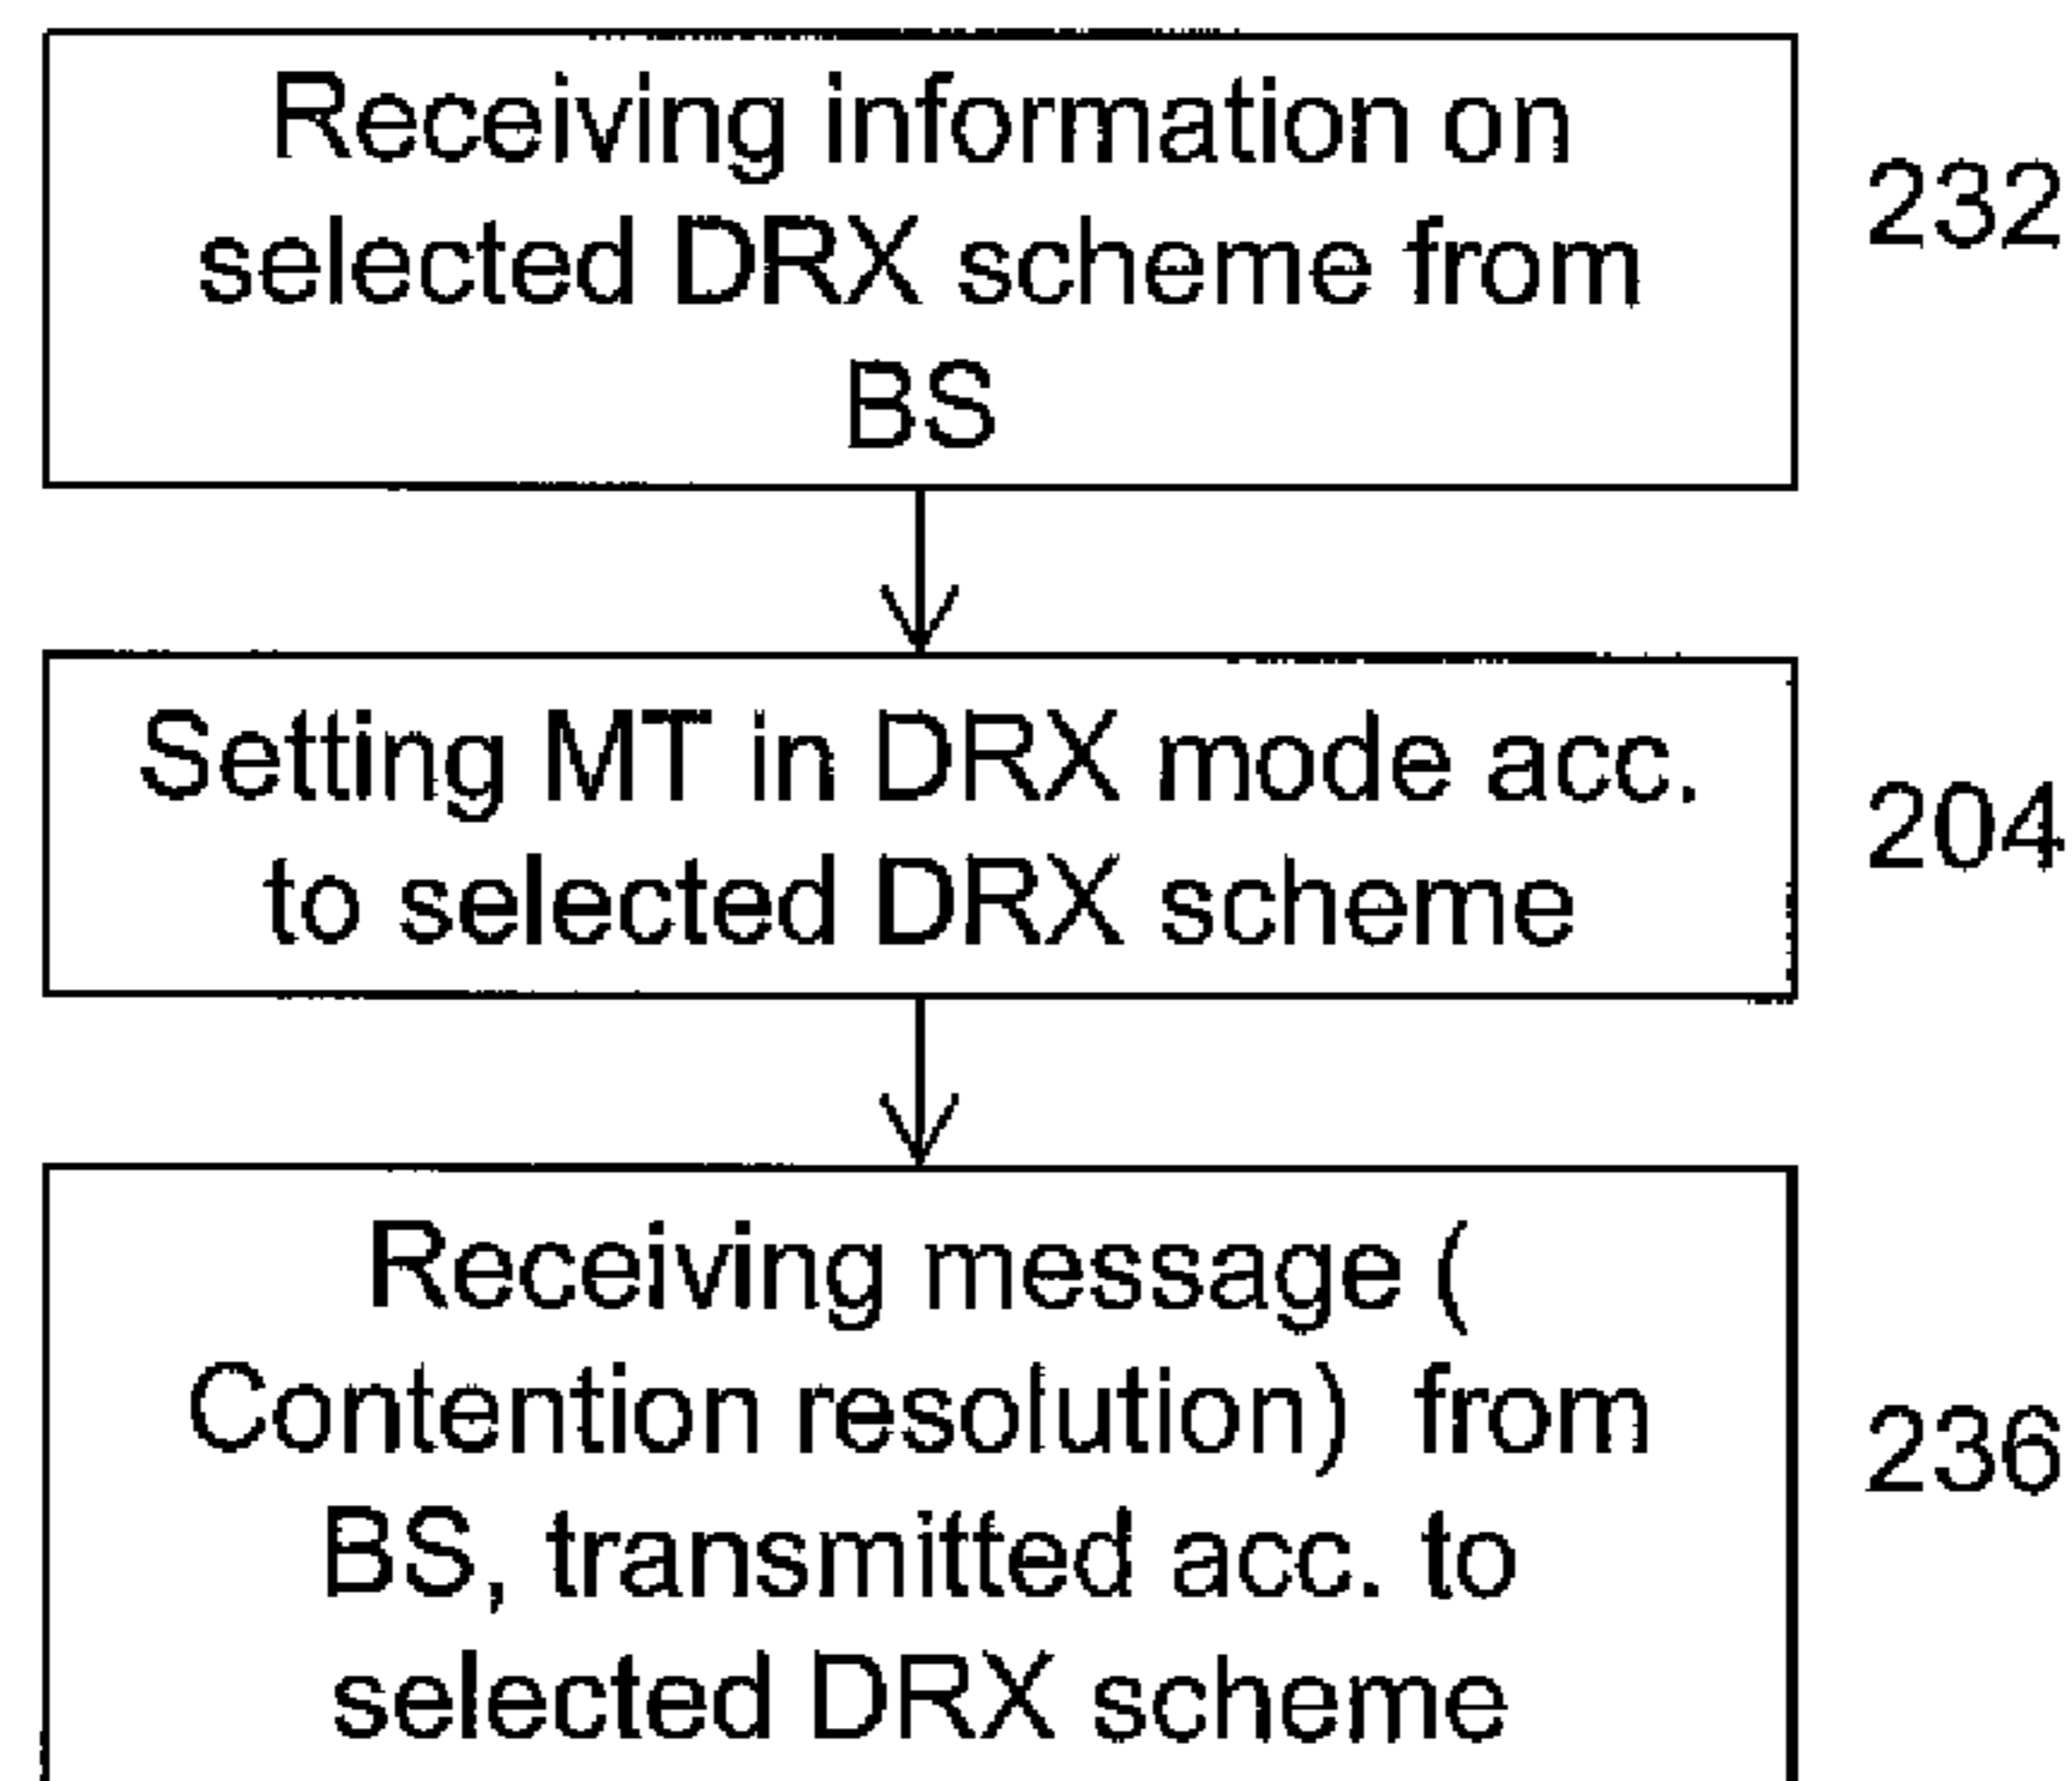 Receiving information on
selected DRX scheme from
BS
232
Setting MT in DRX mode acc.
to selected DRX scheme
204
Receiving message (
Contention resolution) from
BS, transmitted acc. to
selected DRX scheme
236